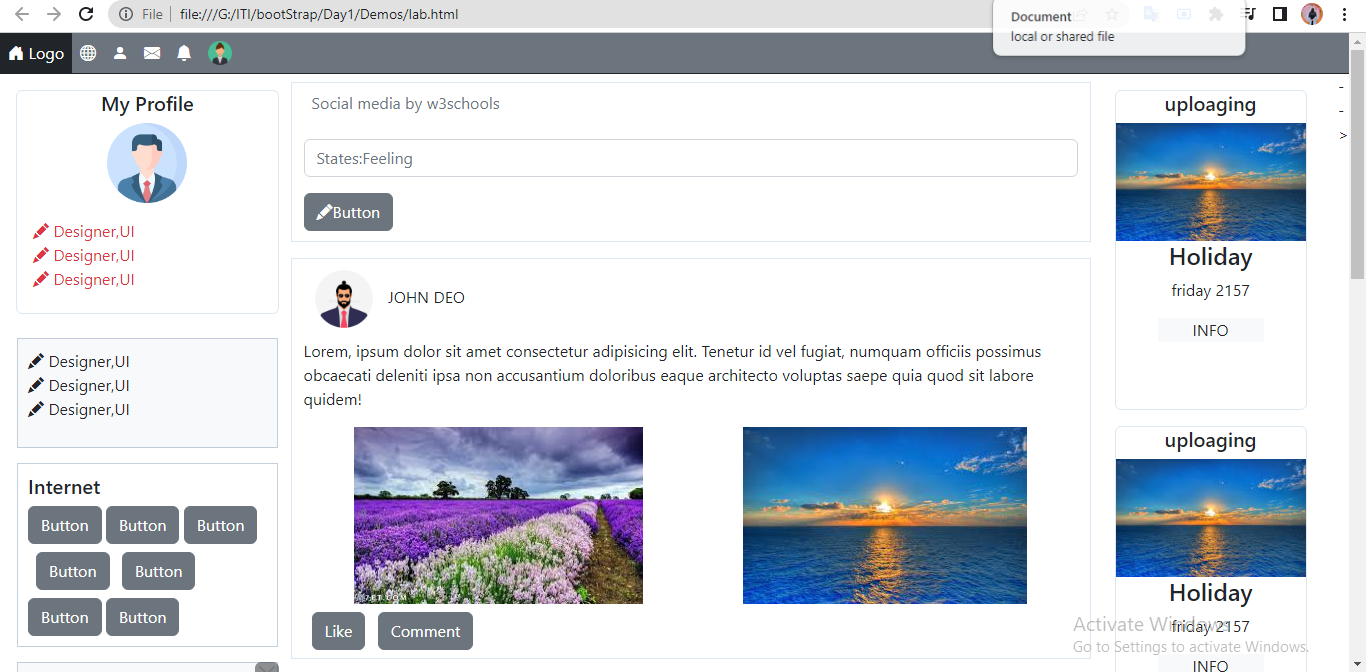 File file:///G:/ITI/bootStrap/Day1/Demos/lab.html
Document
local or shared file
Logo
My Profile
Designer,UI
Designer,UI
Designer,UI
Designer,UI
Designer,UI
Designer,UI
Internet
Button Button Button
Button Button
Button Button
Social media by w3schools
States:Feeling
Button
JOHN DEO
Lorem, ipsum dolor sit amet consectetur adipisicing elit. Tenetur id vel fugiat, numquam officiis possimus
obcaecati deleniti ipsa non accusantium doloribus eaque architecto voluptas saepe quia quod sit labore
quidem!
Like Comment
uploaging
Holiday
friday 2157
INFO
uploaging
Holiday
friday 2157
INFO
-
-
>
Activate Windows
Go to Settings to activate Windows.